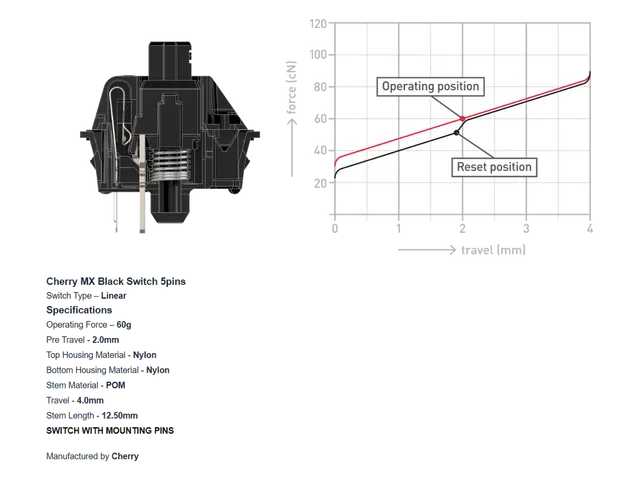 120
100
80
60
40
20
force (cN)
Operating position
Reset position
0 1 2 3 4
travel (mm)
Cherry MX Black Switch 5pins
Switch Type – Linear
Specifications
Operating Force – 60g
Pre Travel - 2.0mm
Top Housing Material - Nylon
Bottom Housing Material - Nylon
Stem Material - POM
Travel - 4.0mm
Stem Length - 12.50mm
SWITCH WITH MOUNTING PINS
Manufactured by Cherry